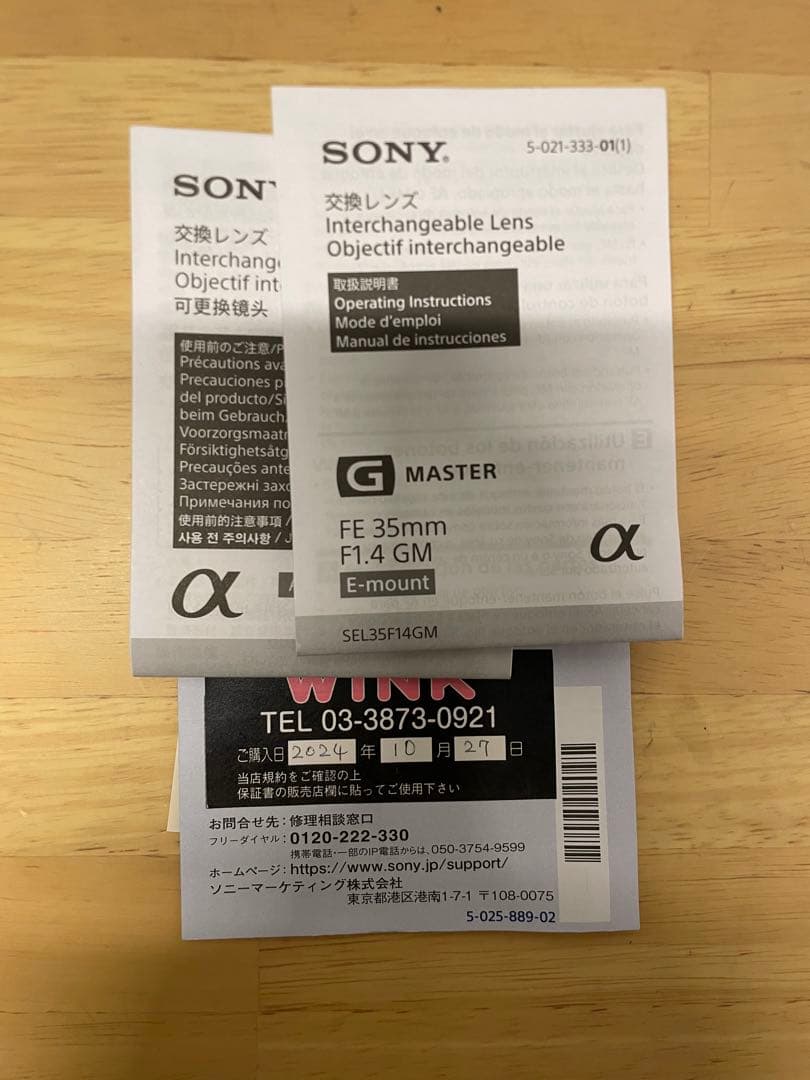 SONY®
5-021-333-01(1)
交換レンズ
Interchangeable Lens
Objectif interchangeable
取扱説明書
Operating Instructions
Mode d'emploi
Manual de instrucciones
G MASTER
FE 35mm
F1.4 GM
E-mount
α
SEL35F14GM
SON
交換レンズ
Interchange
Objectif int
可更换镜头
使用前のご注意/P
Précautions ava
Precauciones p
del producto/Si
beim Gebrauch.
Voorzorgsmaatr
Försiktighetsåtg
Precauções ante
Застережні захо
Примечания по
使用前的注意事項/
사용 전 주의사항/
α
WINK
TEL 03-3873-0921
ご購入日 2024 年 10 月 27 日
当店規約をご確認の上
保証書の販売店欄に貼ってご使用下さい
お問合せ先：修理相談窓口
フリーダイヤル：0120-222-330
携帯電話・一部のIP電話からは、050-3754-9599
ホームページ：https://www.sony.jp/support/
ソニーマーケティング株式会社
東京都港区港南1-7-1 〒108-0075
5-025-889-02